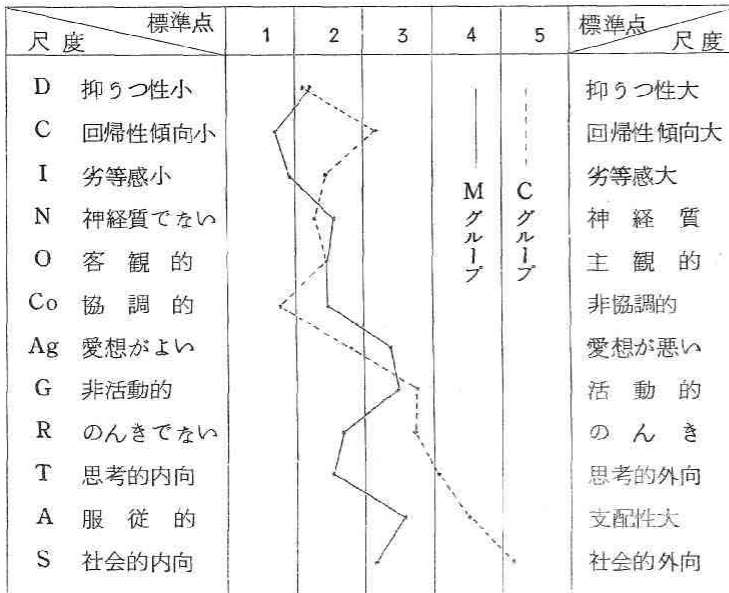 標準点 1 2 3 4 5 標準点
尺度 尺度
D 抑うつ性小 抑うつ性大
C 回帰性傾向小 回帰性傾向大
I 劣等感小 劣等感大
N 神経質でない 神経質
O 客観的 主観的
Co 協調的 非協調的
Ag 愛想がよい 愛想が悪い
G 非活動的 活動的
R のんきでない のんき
T 思考的内向 思考的外向
A 服従的 支配性大
S 社会的内向 社会的外向
Mグループ
Cグループ